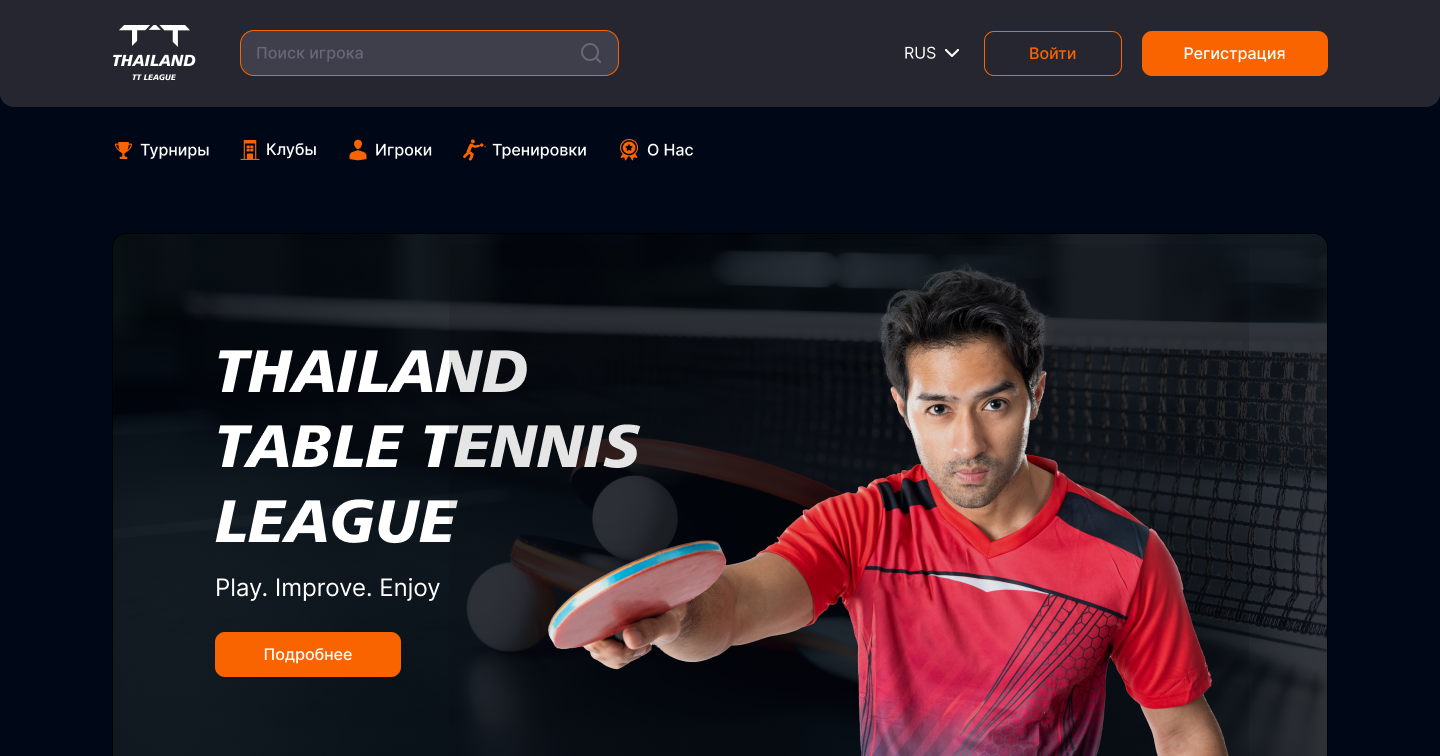 THAILAND
TT LEAGUE
Поиск игрока
RUS
Войти
Регистрация
Турниры
Клубы
Игроки
Тренировки
О Нас
THAILAND
TABLE TENNIS
LEAGUE
Play. Improve. Enjoy
Подробнее